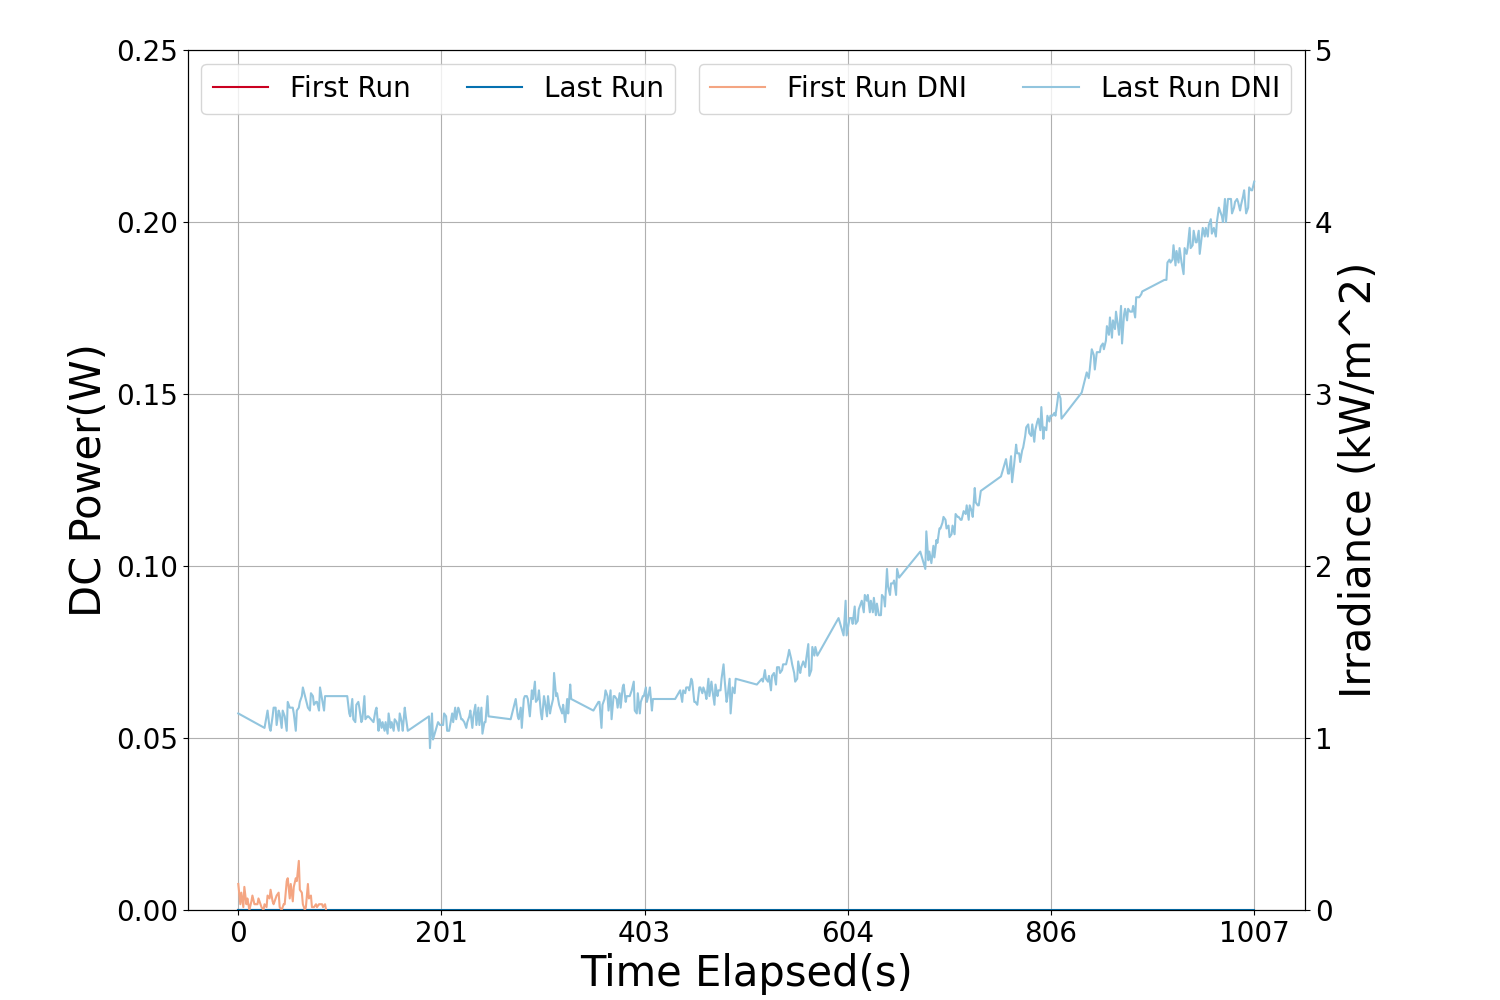 First Run
Last Run
First Run DNI
Last Run DNI
DC Power(W)
0.25
0.20
0.15
0.10
0.05
0.00
5
4
3
2
1
0
Irradiance (kW/m^2)
0 201 403 604 806 1007
Time Elapsed(s)